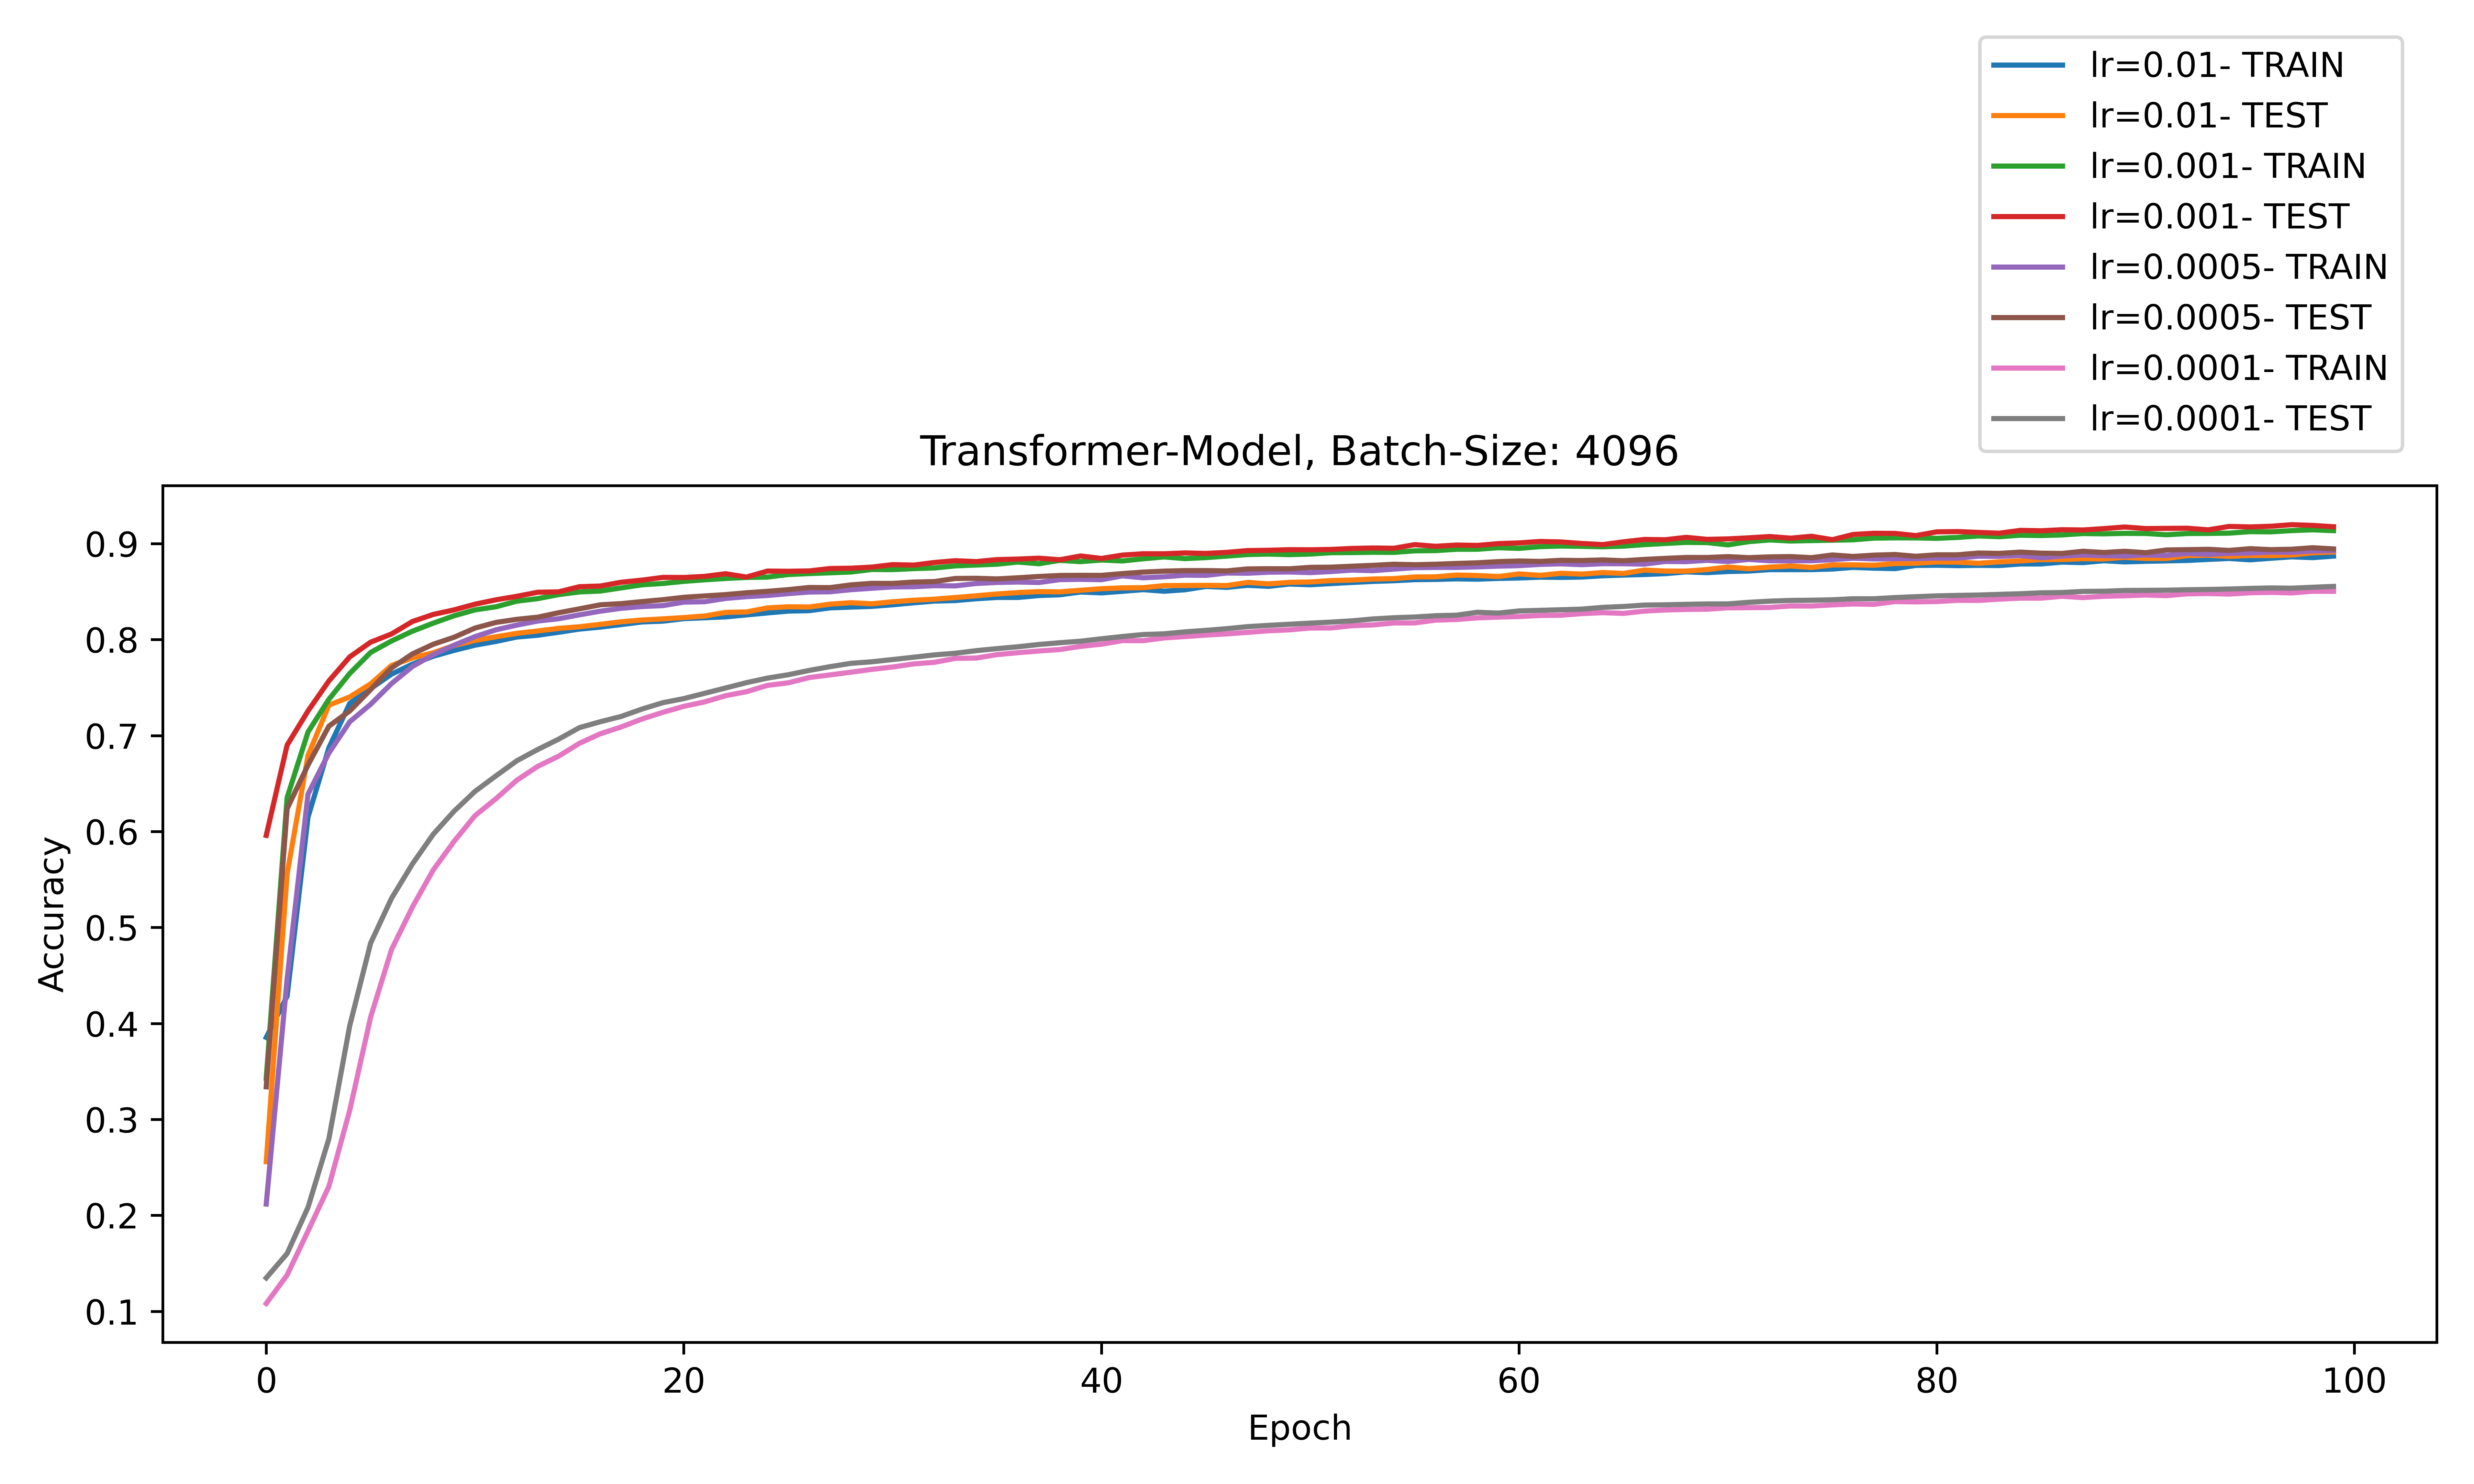 lr=0.01- TRAIN
lr=0.01- TEST
lr=0.001- TRAIN
lr=0.001- TEST
lr=0.0005- TRAIN
lr=0.0005- TEST
lr=0.0001- TRAIN
lr=0.0001- TEST
Transformer-Model, Batch-Size: 4096
Accuracy
0.9
0.8
0.7
0.6
0.5
0.4
0.3
0.2
0.1
0 20 40 60 80 100
Epoch